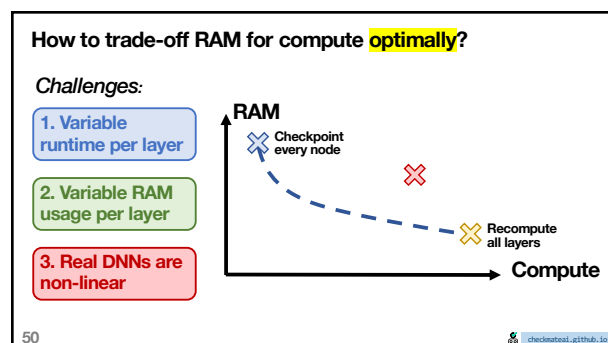 How to trade-off RAM for compute optimally?
Challenges:
1. Variable
runtime per layer
2. Variable RAM
usage per layer
3. Real DNNs are
non-linear
RAM
Checkpoint
every node
Recompute
all layers
Compute
50
checkmateai.github.io